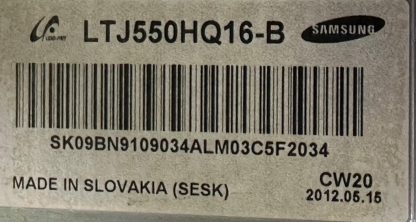 LTJ550HQ16-B SAMSUNG
SK09BN9109034ALM03C5F2034
MADE IN SLOVAKIA (SESK) CW20
2012.05.15